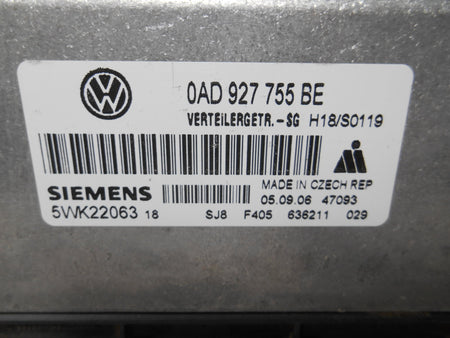 0AD 927 755 BE
VERTEILERGETR.-SG H18/S0119
SIEMENS
MADE IN CZECH REP
05.09.06 47093
5WK22063 18 SJ8 F405 636211 029